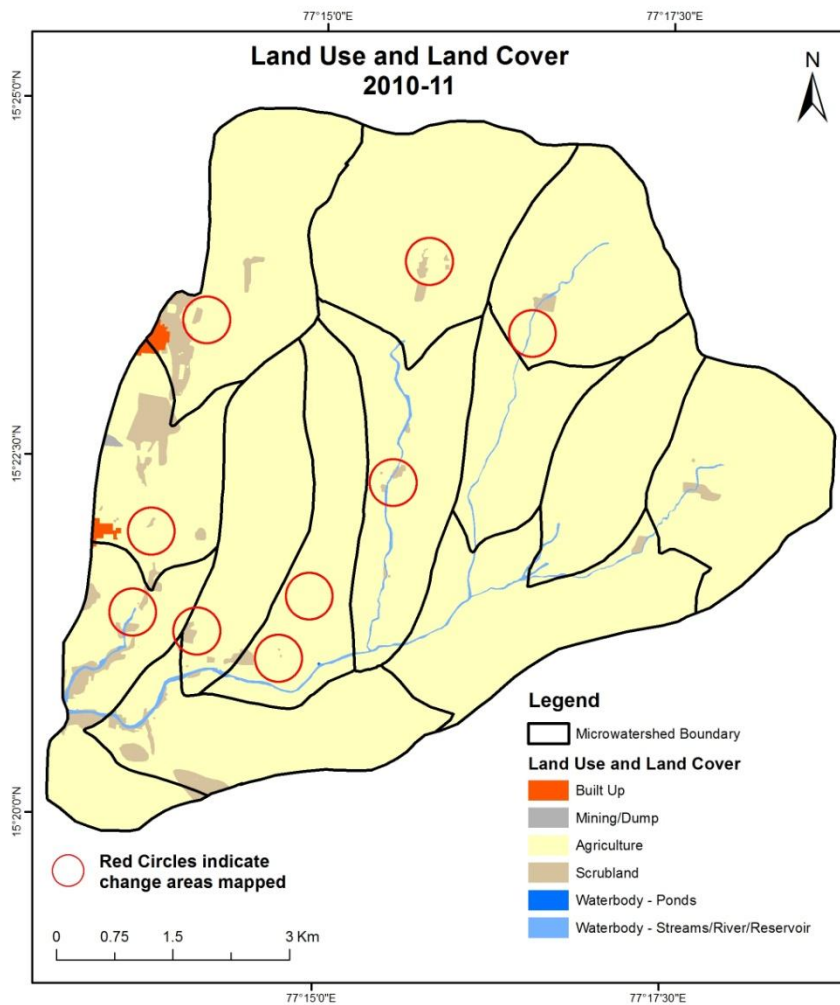 77°15'0"E
77°17'30"E
Land Use and Land Cover
2010-11
N
15°25'0"N
15°22'30"N
15°20'0"N
Legend
Microwatershed Boundary
Land Use and Land Cover
Built Up
Mining/Dump
Agriculture
Scrubland
Waterbody - Ponds
Waterbody - Streams/River/Reservoir
Red Circles indicate
change areas mapped
0 0.75 1.5 3 Km
77°15'0"E
77°17'30"E